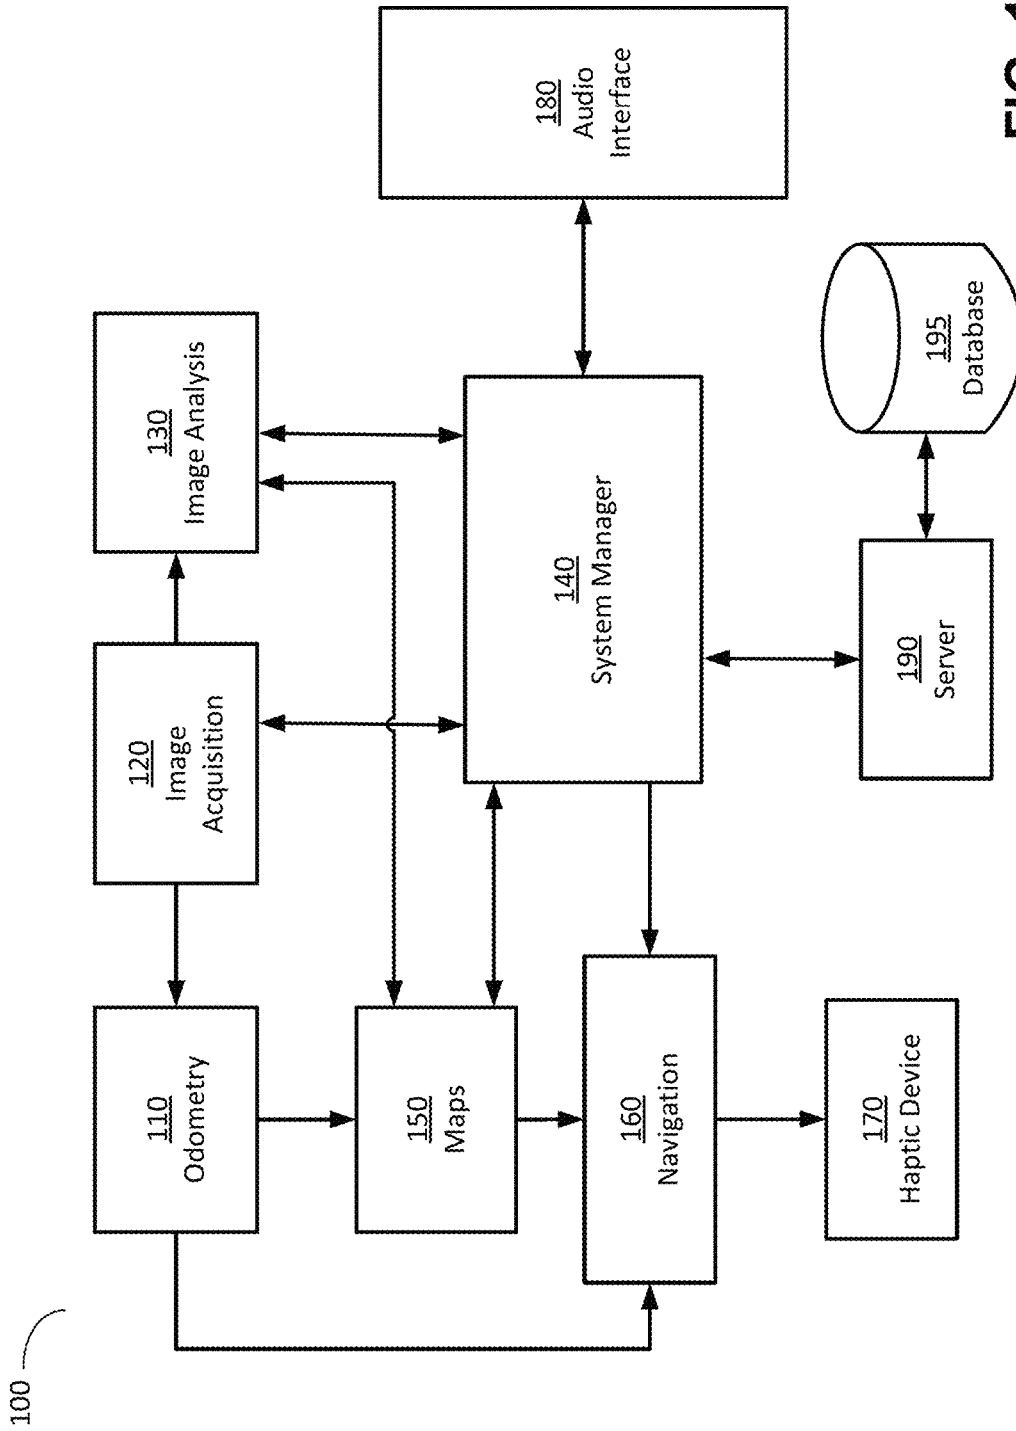 100
110
Odometry
120
Image
Acquisition
130
Image Analysis
150
Maps
140
System Manager
180
Audio
Interface
160
Navigation
170
Haptic Device
190
Server
195
Database